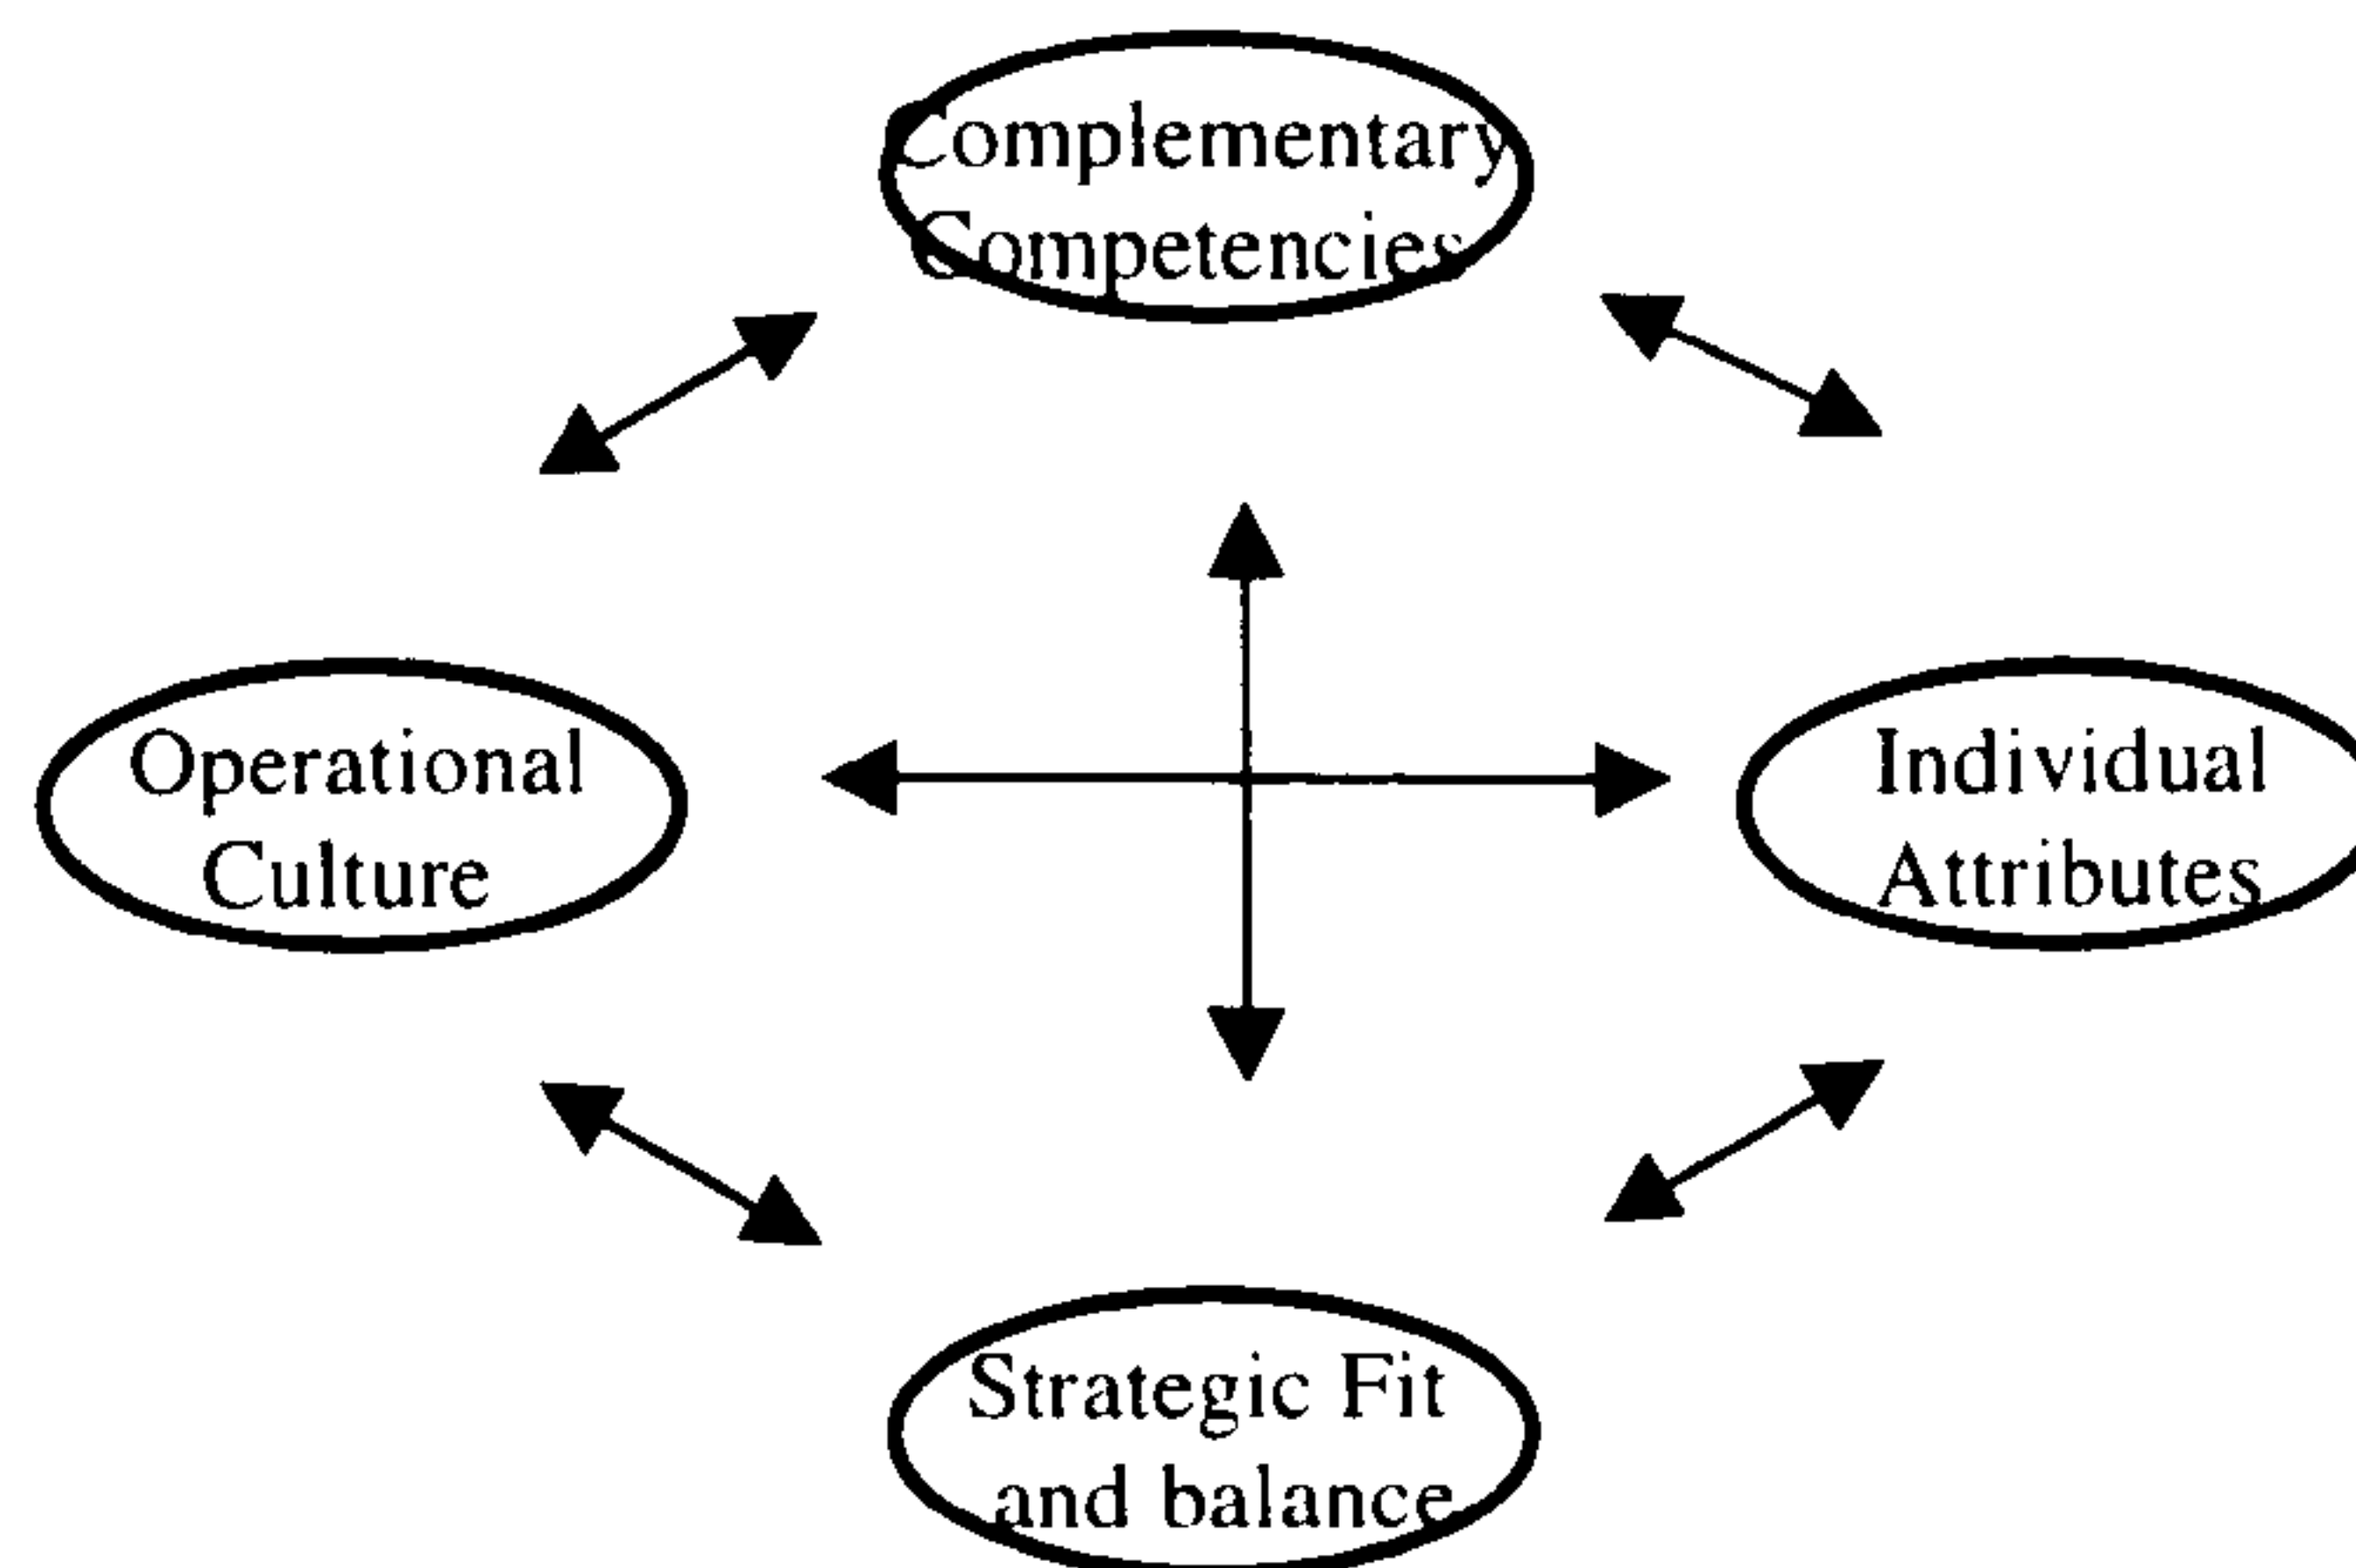 Complementary
Competencies
Operational
Culture
Individual
Attributes
Strategic Fit
and balance